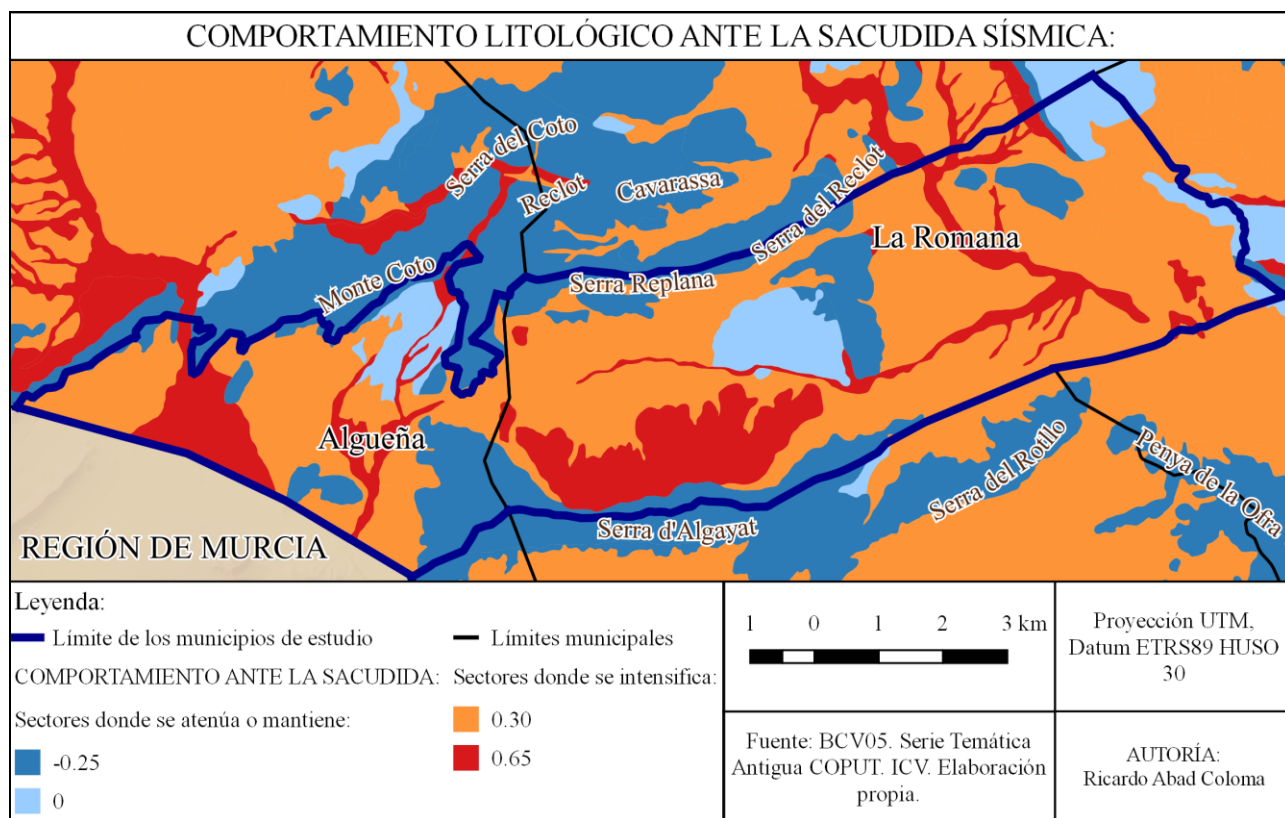 COMPORTAMIENTO LITOLÓGICO ANTE LA SACUDIDA SÍSMICA:
Serra del Coto
Reclot
Cavarassa
Serra del Reclot
La Romana
Monte Coto
Serra Replana
Algueña
Serra del Rotllo
Penya de la Ofra
Serra d'Algayat
REGIÓN DE MURCIA
Leyenda:
Límite de los municipios de estudio
Límites municipales
COMPORTAMIENTO ANTE LA SACUDIDA:
Sectores donde se intensifica:
Sectores donde se atenúa o mantiene:
0.30
0.65
-0.25
0
1 0 1 2 3 km
Proyección UTM,
Datum ETRS89 HUSO
30
Fuente: BCV05. Serie Temática
Antigua COPUT. ICV. Elaboración
propia.
AUTORÍA:
Ricardo Abad Coloma